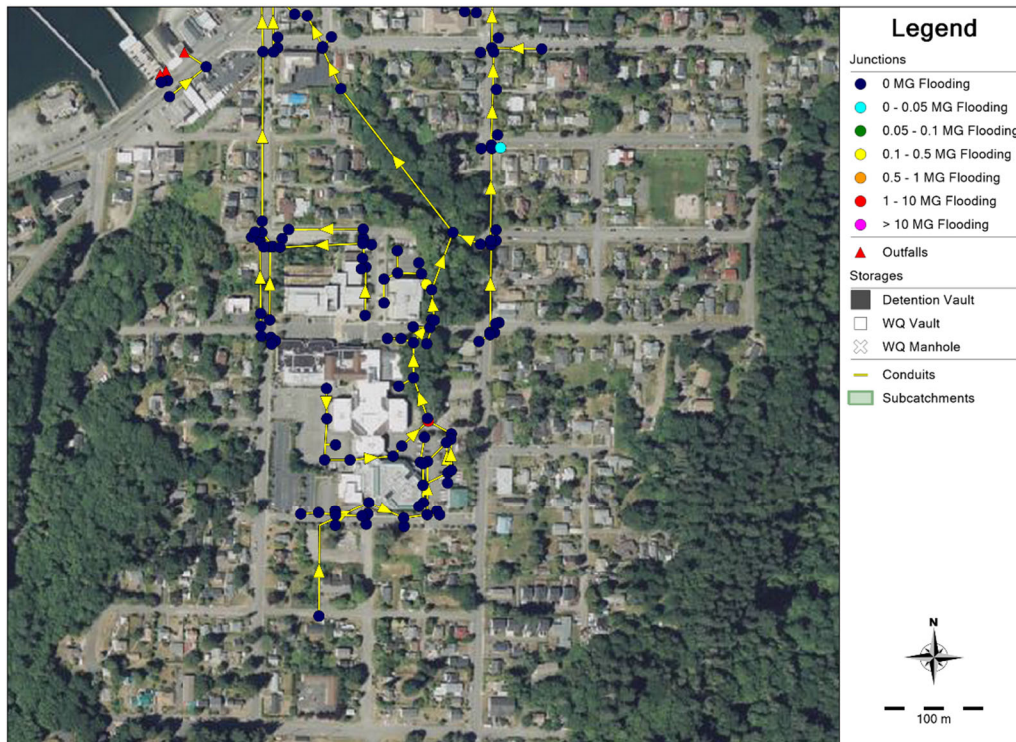 Legend
Junctions
0 MG Flooding
0 - 0.05 MG Flooding
0.05 - 0.1 MG Flooding
0.1 - 0.5 MG Flooding
0.5 - 1 MG Flooding
1 - 10 MG Flooding
> 10 MG Flooding
Outfalls
Storages
Detention Vault
WQ Vault
WQ Manhole
Conduits
Subcatchments
N
100 m